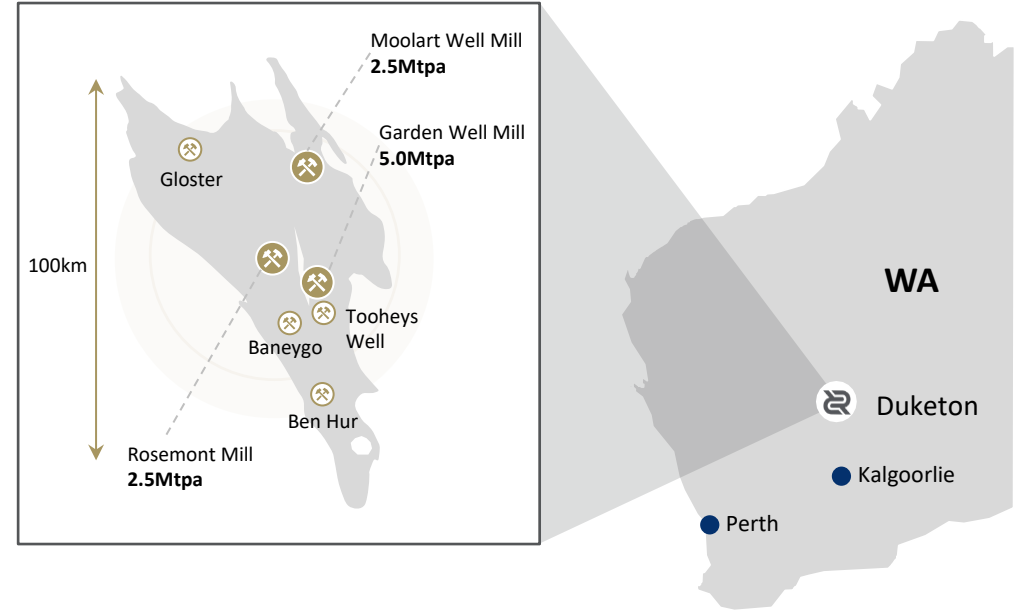 Moolart Well Mill
2.5Mtpa
Garden Well Mill
5.0Mtpa
Gloster
100km
Tooheys
Well
Baneygo
Ben Hur
Rosemont Mill
2.5Mtpa
WA
Duketon
Kalgoorlie
Perth